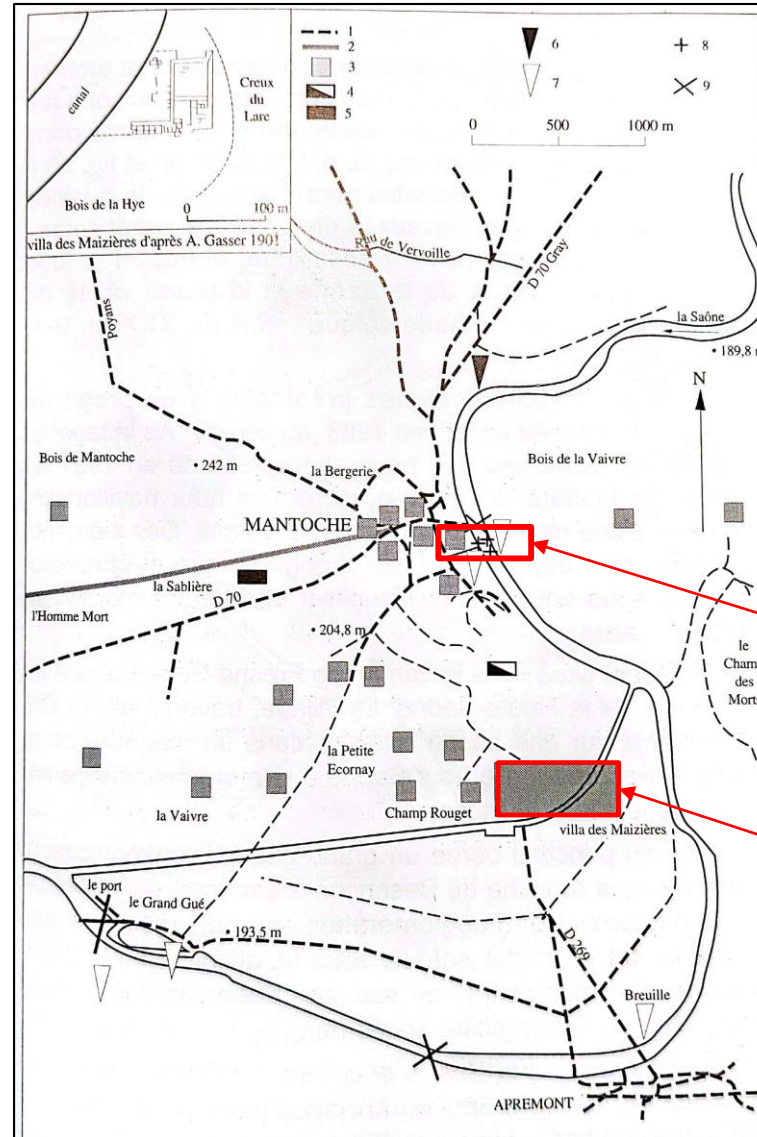 canal
Creux
du
Lare
Bois de la Hye
0 100 m
villa des Maizières d'après A. Gasser 1901
1
2
3
4
5
6
7
8
9
0 500 1000 m
Rau de Vervoille
D 70 Gray
Poyans
la Saône
189,8 m
N
Bois de Mantoche
242 m
la Bergerie
Bois de la Vaivre
MANTOCHE
la Sablière
D 70
l'Homme Mort
204,8 m
le
Cham
des
Morts
la Petite
Ecornay
la Vaivre
Champ Rouget
villa des Maizières
le port
le Grand Gué
193,5 m
D 269
Breuille
APREMONT